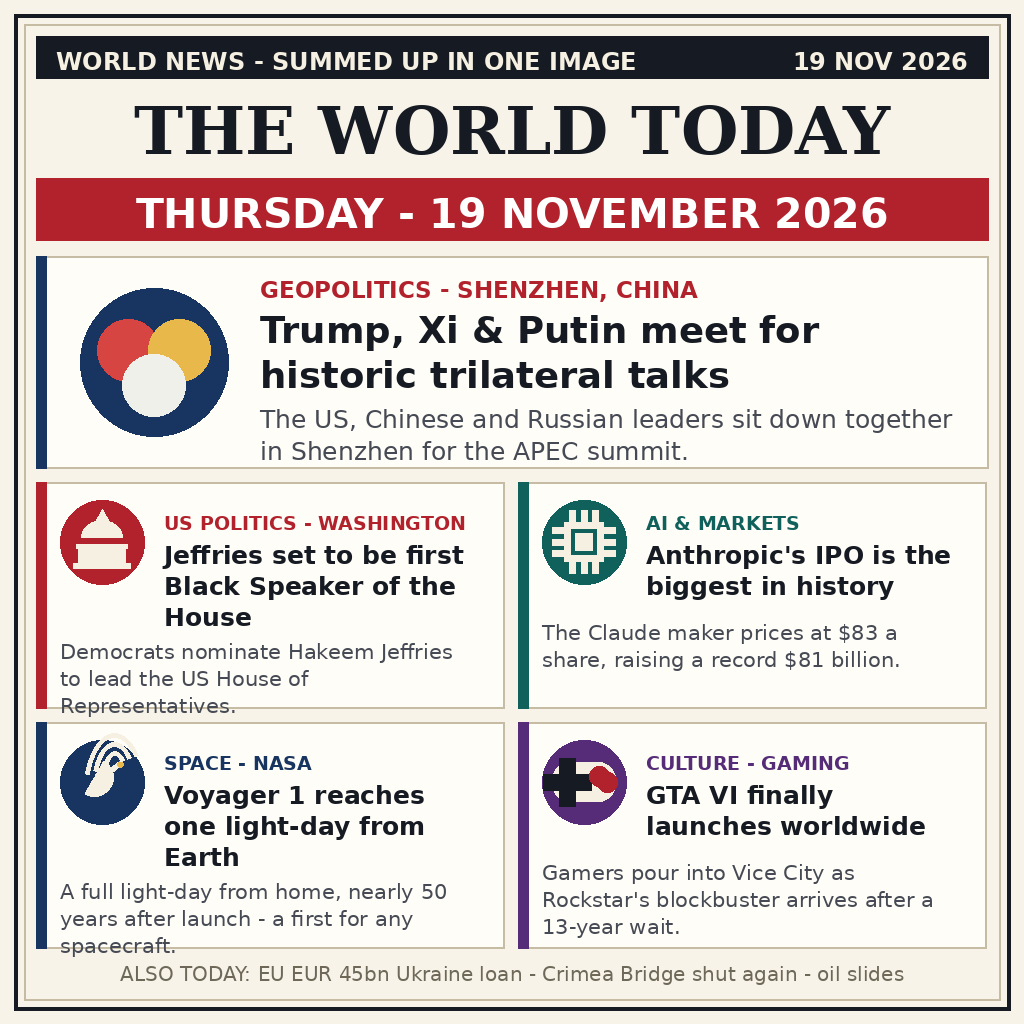 WORLD NEWS - SUMMED UP IN ONE IMAGE
19 NOV 2026
THE WORLD TODAY
THURSDAY - 19 NOVEMBER 2026
GEOPOLITICS - SHENZHEN, CHINA
Trump, Xi & Putin meet for
historic trilateral talks
The US, Chinese and Russian leaders sit down together
in Shenzhen for the APEC summit.
US POLITICS - WASHINGTON
Jeffries set to be first
Black Speaker of the
House
Democrats nominate Hakeem Jeffries
to lead the US House of
Representatives.
AI & MARKETS
Anthropic's IPO is the
biggest in history
The Claude maker prices at $83 a
share, raising a record $81 billion.
SPACE - NASA
Voyager 1 reaches
one light-day from
Earth
A full light-day from home, nearly 50
years after launch - a first for any
spacecraft.
CULTURE - GAMING
GTA VI finally
launches worldwide
Gamers pour into Vice City as
Rockstar's blockbuster arrives after a
13-year wait.
ALSO TODAY: EU EUR 45bn Ukraine loan - Crimea Bridge shut again - oil slides